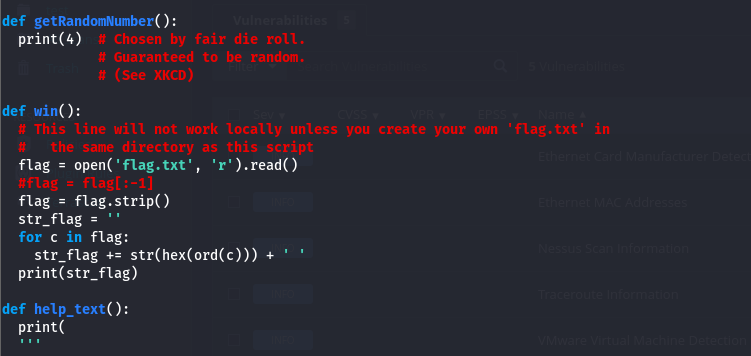 def getRandomNumber():
  print(4)  # Chosen by fair die roll.
            # Guaranteed to be random.
            # (See XKCD)

def win():
  # This line will not work locally unless you create your own 'flag.txt' in
  #   the same directory as this script
  flag = open('flag.txt', 'r').read()
  #flag = flag[:-1]
  flag = flag.strip()
  str_flag = ''
  for c in flag:
    str_flag += str(hex(ord(c))) + ' '
  print(str_flag)

def help_text():
  print(
  '''
Vulnerabilities 5
Filter
5 Vulnerabilities
Sev CVSS VPR EPSS Name
Ethernet Card Manufacturer Detect
Ethernet MAC Addresses
Nessus Scan Information
Traceroute Information
VMware Virtual Machine Detection